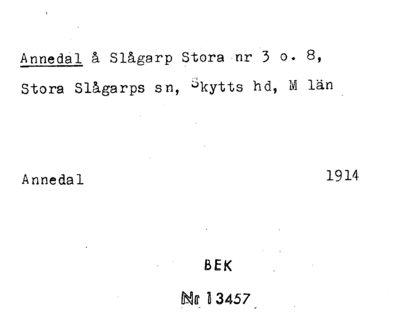 Annedal å Slågarp Stora nr 3 o. 8,
Stora Slågarps sn, Skytts hd, M län
Annedal 1914
BEK
Nr 13457